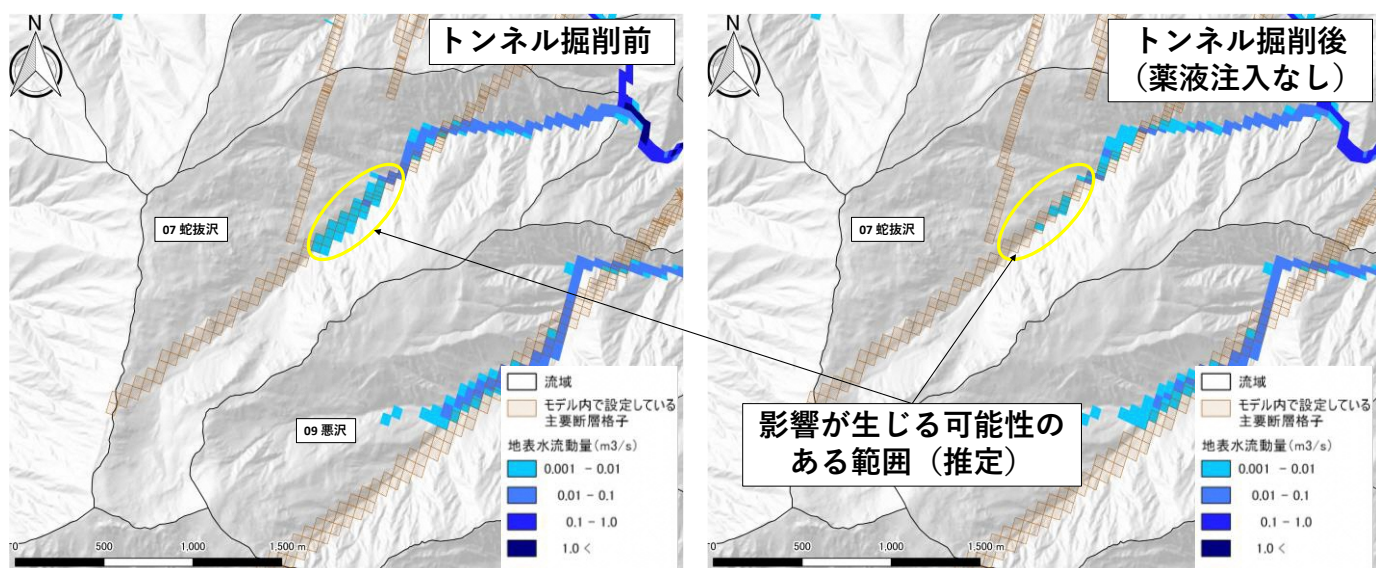 N
トンネル掘削前
07 蛇抜沢
09 悪沢
流域
モデル内で設定している
主要断層格子
地表水流動量(m3/s)
0.001 - 0.01
0.01 - 0.1
0.1 - 1.0
1.0 <
0
500
1,000
1,500 m
N
トンネル掘削後
(薬液注入なし)
07 蛇抜沢
影響が生じる可能性の
ある範囲(推定)
流域
モデル内で設定している
主要断層格子
地表水流動量(m3/s)
0.001 - 0.01
0.01 - 0.1
0.1 - 1.0
1.0 <
0
500
1,000
1,500 m